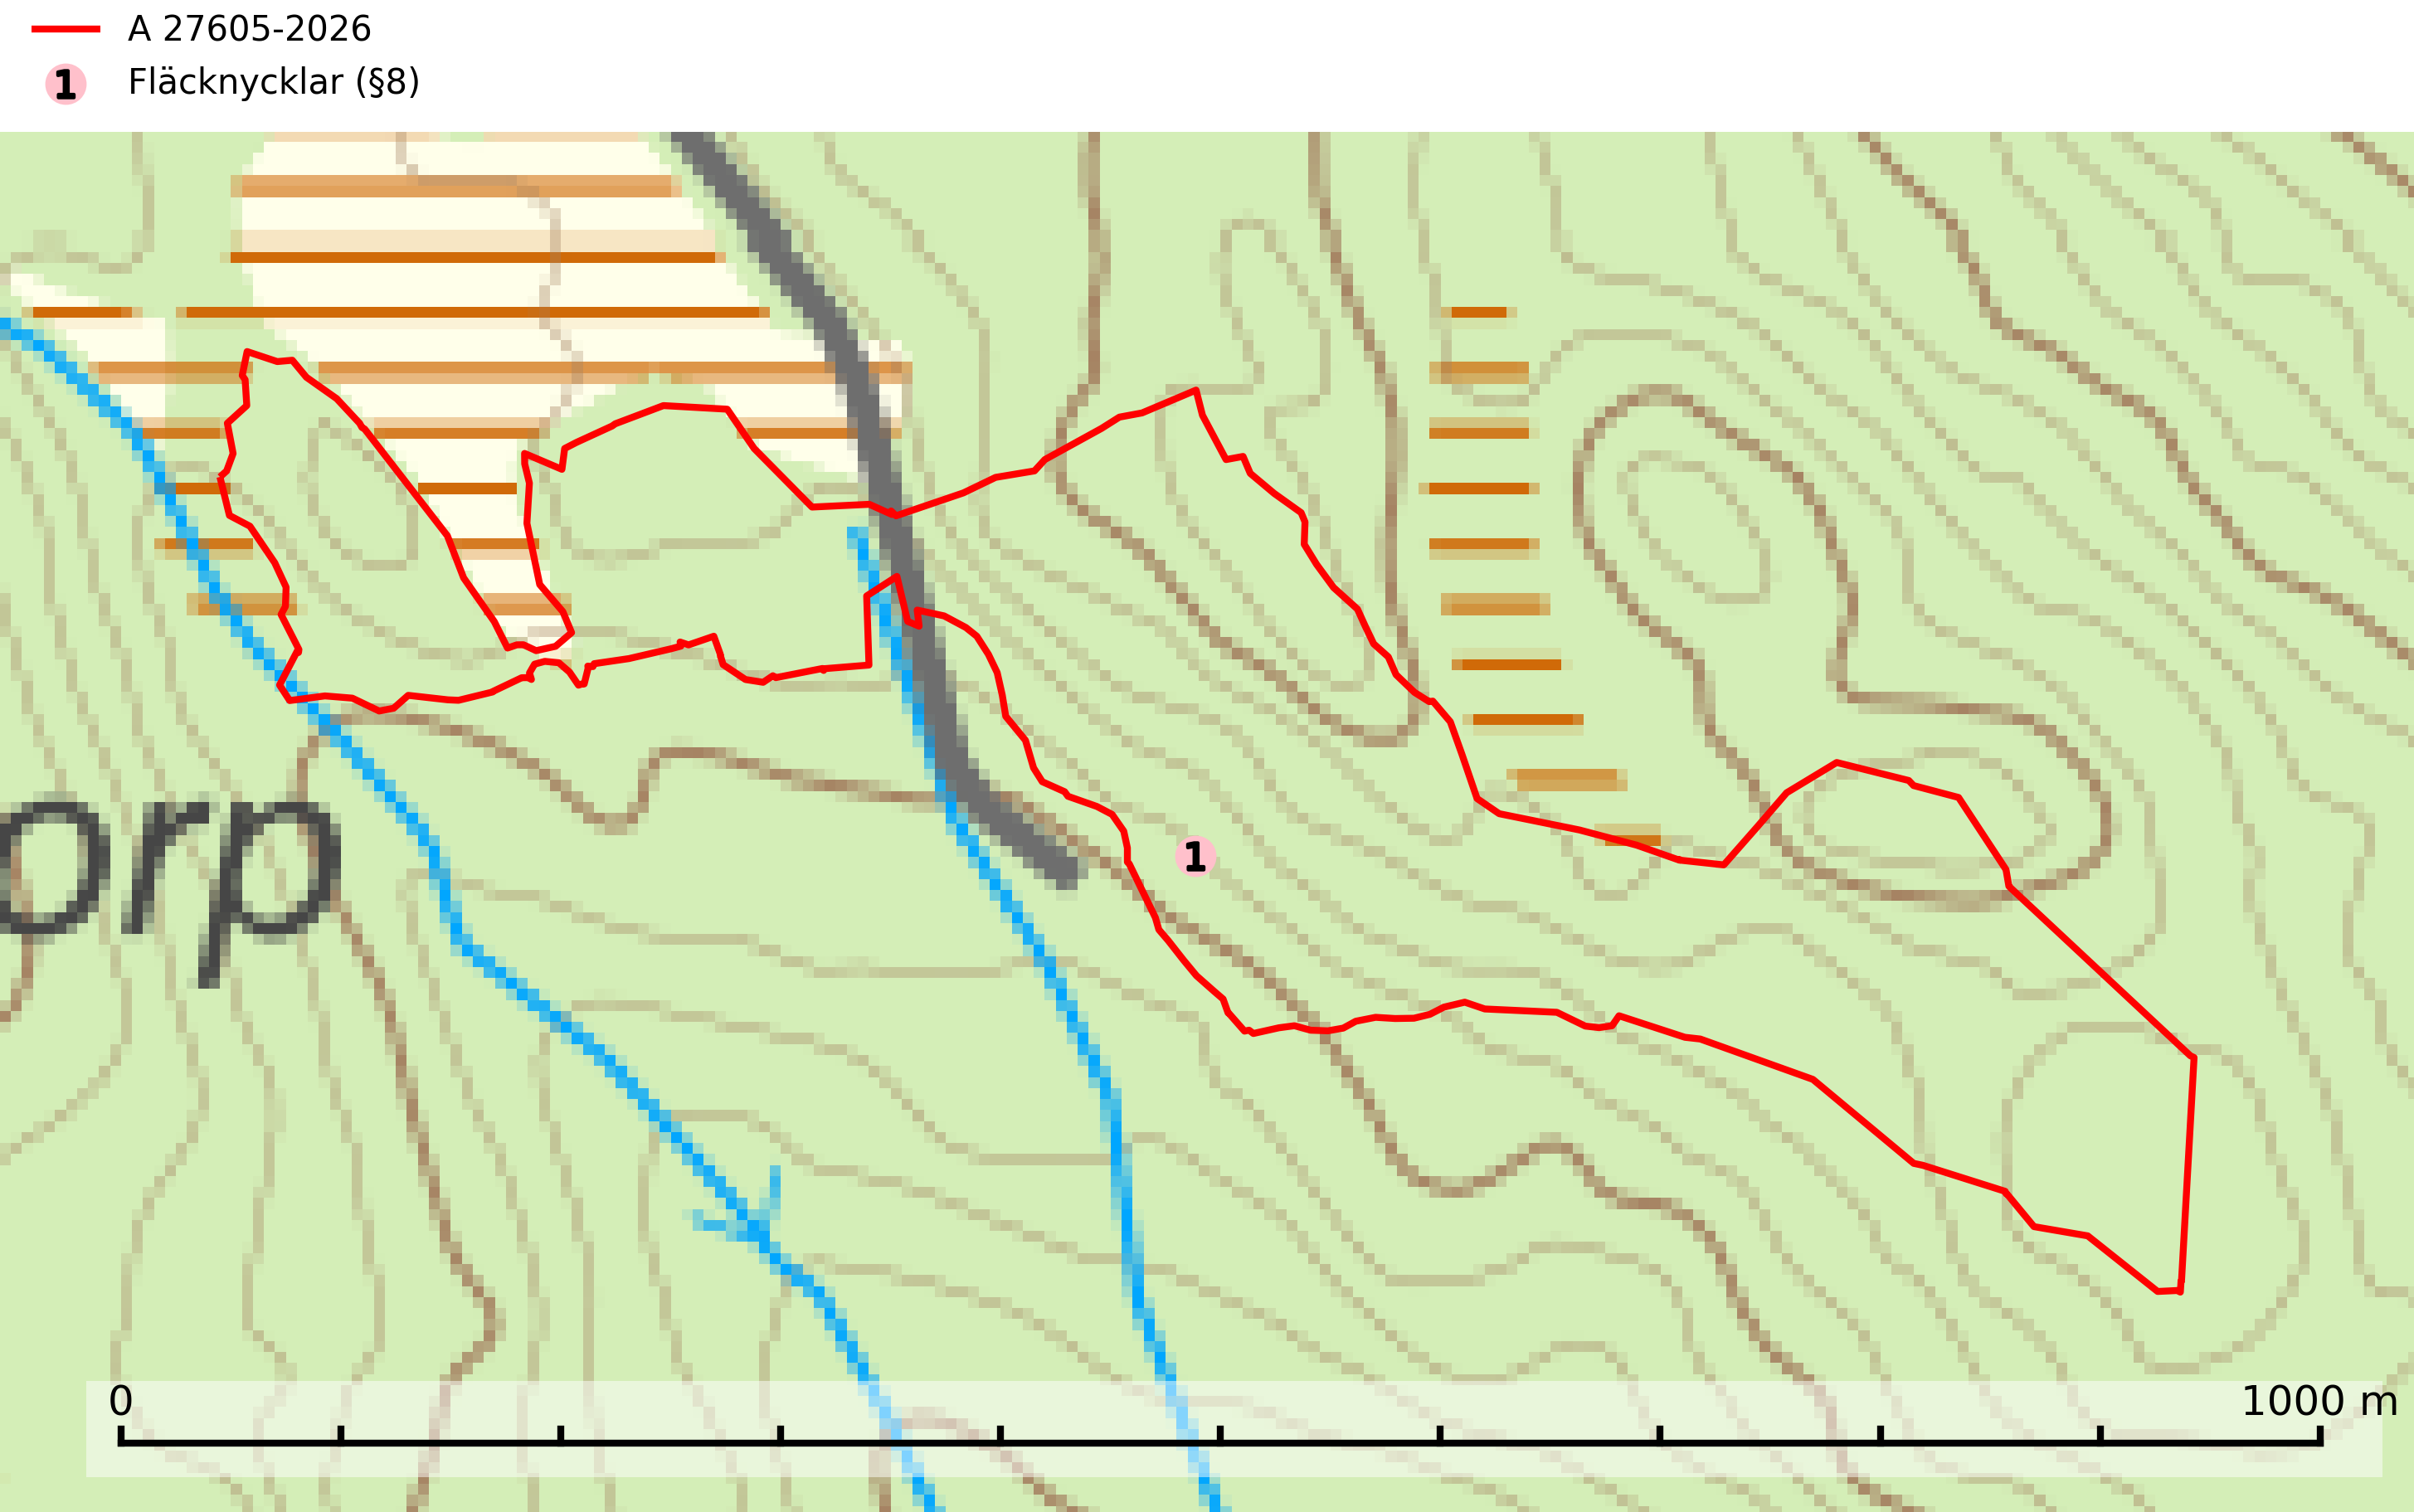 A 27605-2026
1 Fläcknycklar (§8)
orp
1
0 1000 m